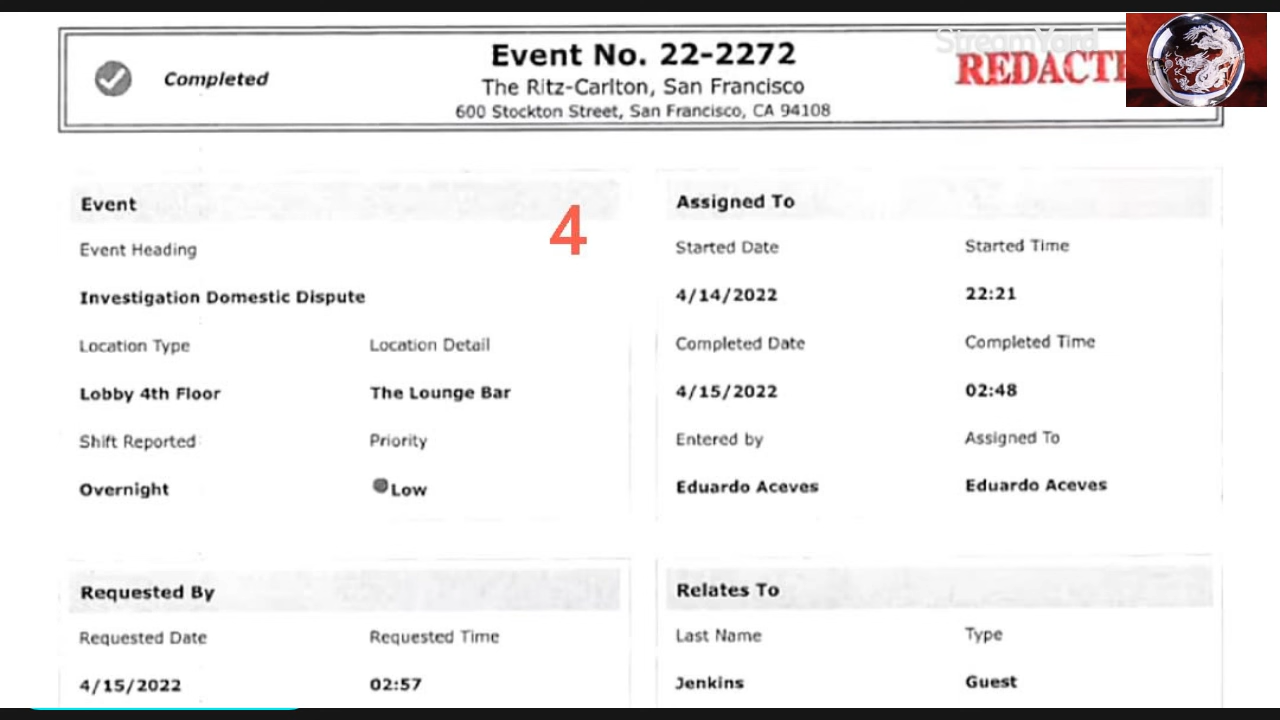 Event No. 22-2272
Completed
The Ritz-Carlton, San Francisco
600 Stockton Street, San Francisco, CA 94108
StreamYard
Event
4
Event Heading
Investigation Domestic Dispute
Location Type Location Detail
Lobby 4th Floor The Lounge Bar
Shift Reported Priority
Overnight Low
Assigned To
Started Date Started Time
4/14/2022 22:21
Completed Date Completed Time
4/15/2022 02:48
Entered by Assigned To
Eduardo Aceves Eduardo Aceves
Requested By
Requested Date Requested Time
4/15/2022 02:57
Relates To
Last Name Type
Jenkins Guest